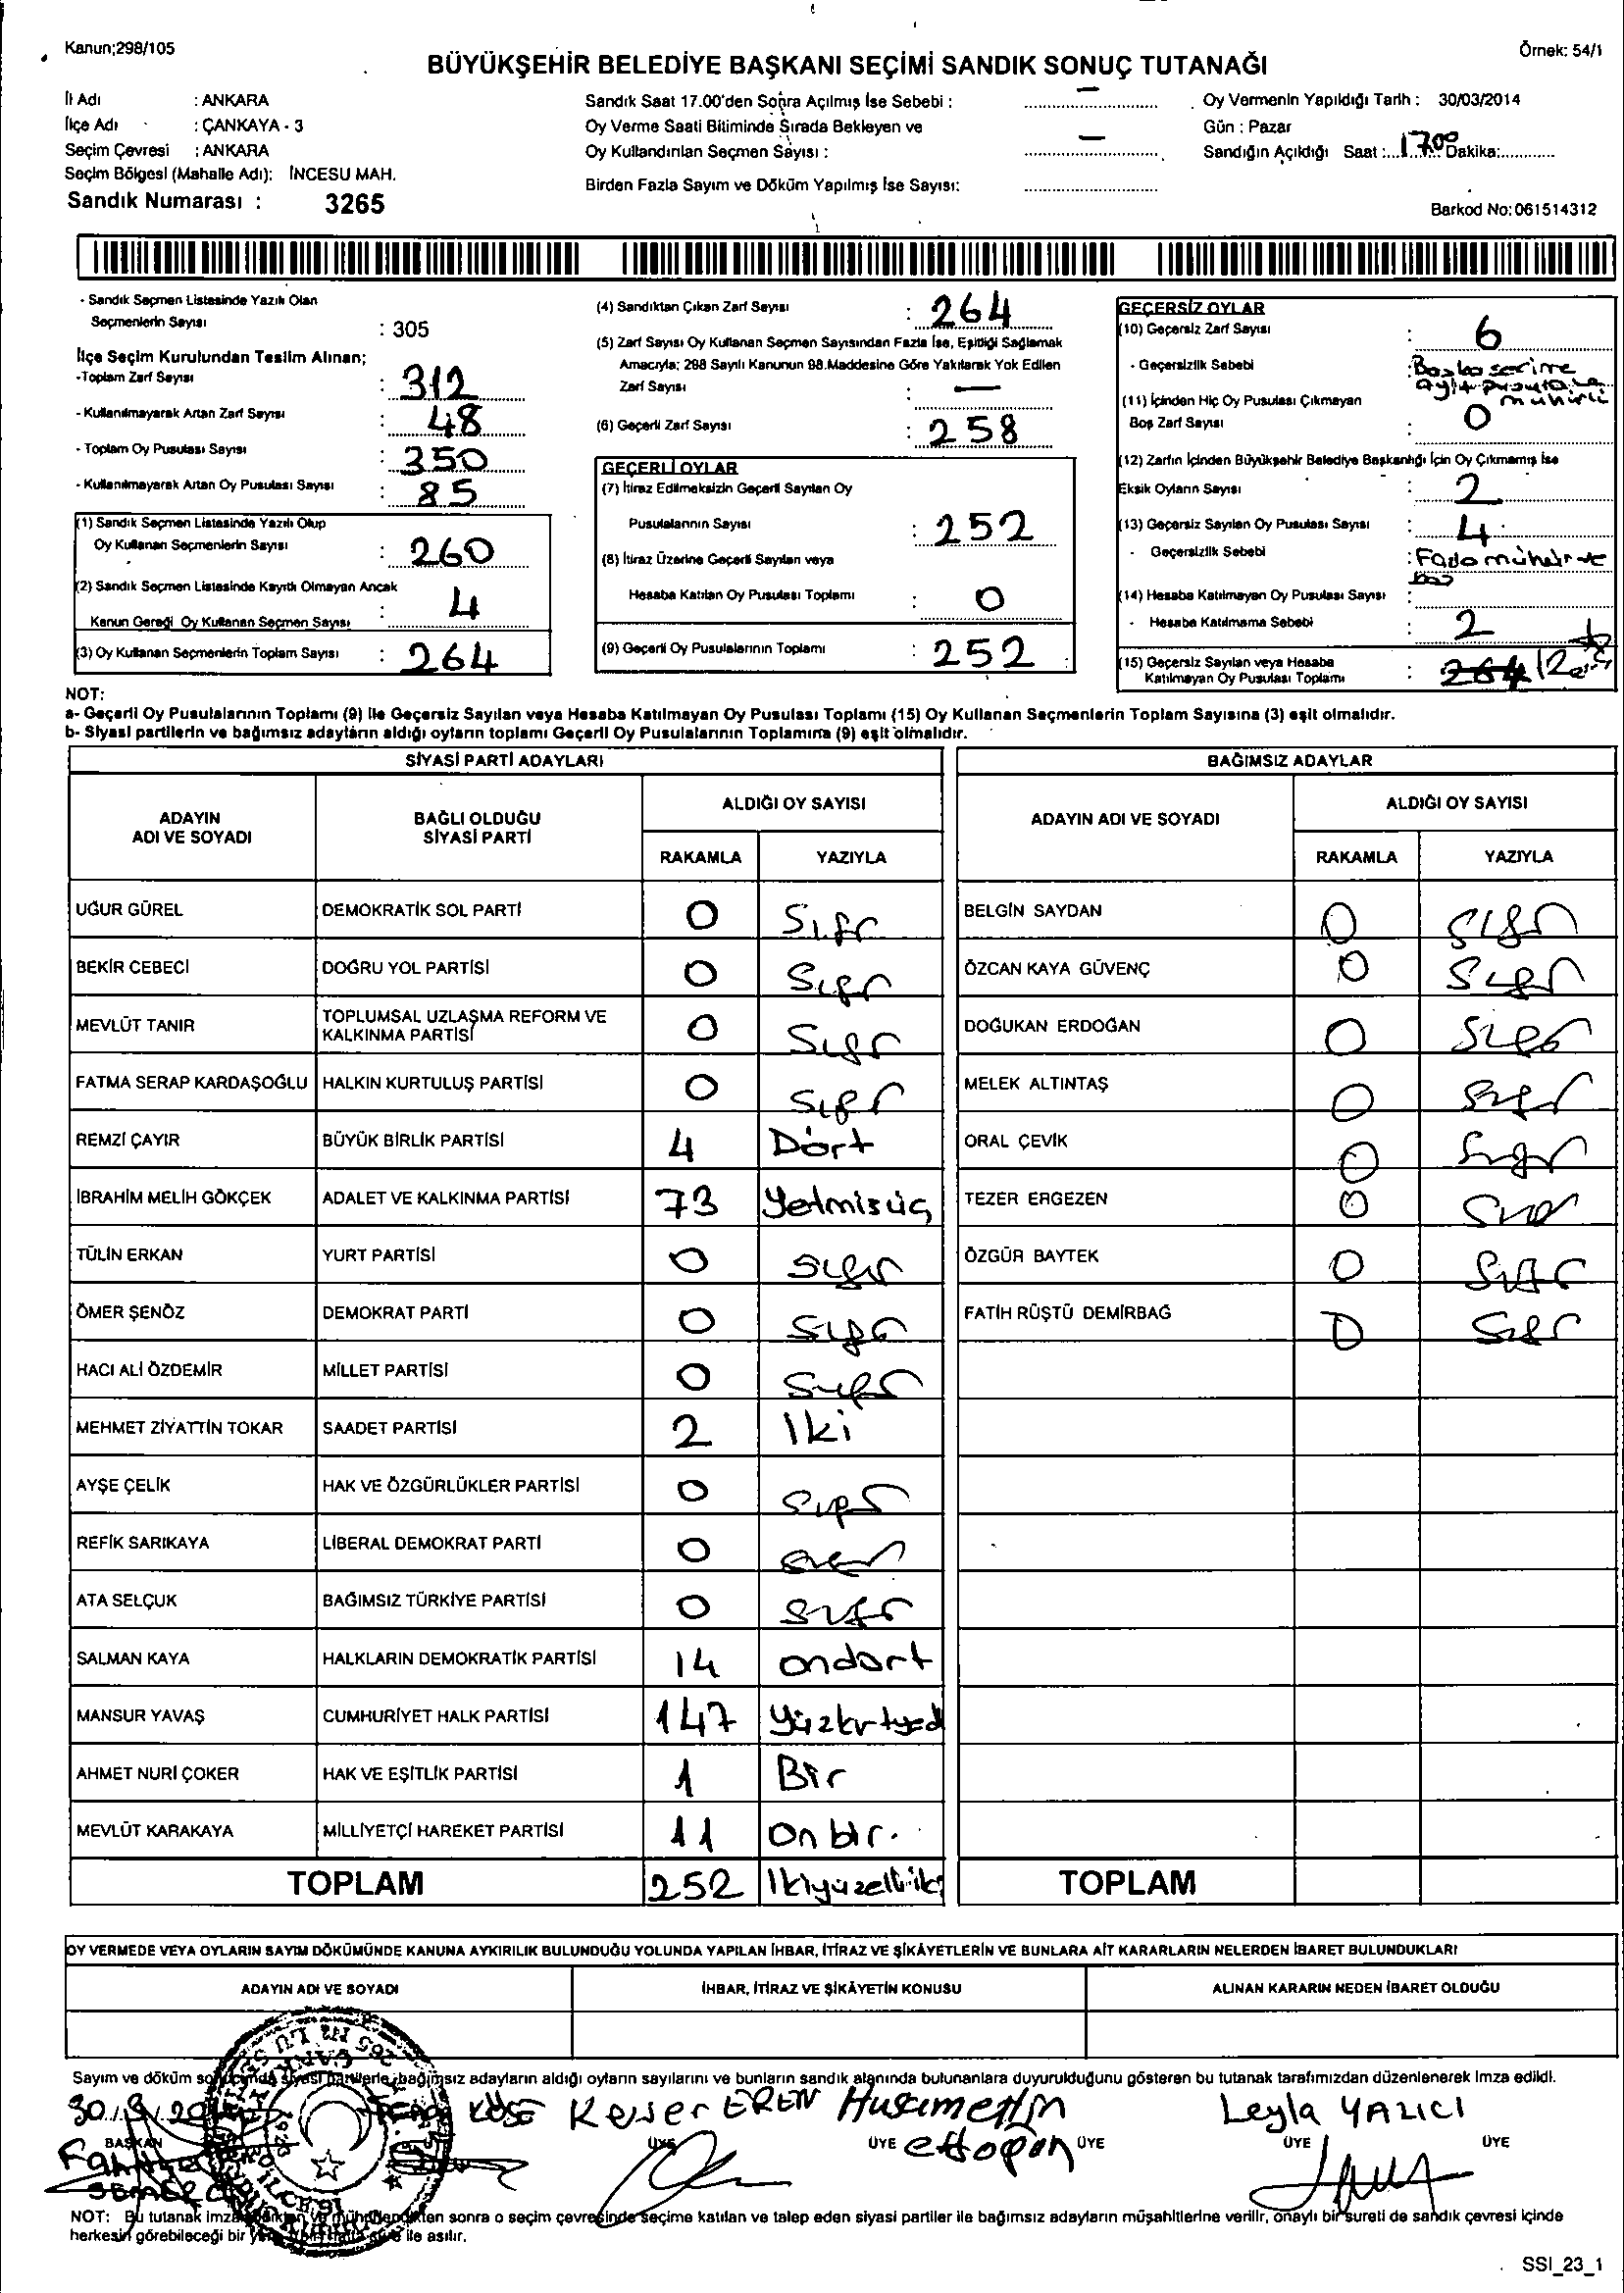 Kanun;298/105
Örnek: 54/1
BÜYÜKŞEHİR BELEDİYE BAŞKANI SEÇİMİ SANDIK SONUÇ TUTANAĞI
İl Adı : ANKARA
İlçe Adı : ÇANKAYA - 3
Seçim Çevresi : ANKARA
Seçim Bölgesi (Mahalle Adı): İNCESU MAH.
Sandık Numarası : 3265
Sandık Saat 17.00'den Sonra Açılmış İse Sebebi : —
Oy Verme Saati Bitiminde Sırada Bekleyen ve
Oy Kullandırılan Seçmen Sayısı : —
Birden Fazla Sayım ve Döküm Yapılmış İse Sayısı:
Oy Vermenin Yapıldığı Tarih : 30/03/2014
Gün : Pazar
Sandığın Açıldığı Saat : 17.00 Dakika:
Barkod No: 061514312
- Sandık Seçmen Listesinde Yazılı Olan
Seçmenlerin Sayısı : 305
İlçe Seçim Kurulundan Teslim Alınan;
-Toplam Zarf Sayısı : 312
- Kullanılmayarak Artan Zarf Sayısı : 48
- Toplam Oy Pusulası Sayısı : 350
- Kullanılmayarak Artan Oy Pusulası Sayısı : 85
(1) Sandık Seçmen Listesinde Yazılı Olup
Oy Kullanan Seçmenlerin Sayısı : 260
(2) Sandık Seçmen Listesinde Kayıtlı Olmayan Ancak
Kanun Gereği Oy Kullanan Seçmen Sayısı : 4
(3) Oy Kullanan Seçmenlerin Toplam Sayısı : 264
(4) Sandıktan Çıkan Zarf Sayısı : 264
(5) Zarf Sayısı Oy Kullanan Seçmen Sayısından Fazla İse, Eşitliği Sağlamak
Amacıyla; 298 Sayılı Kanunun 98.Maddesine Göre Yakılarak Yok Edilen
Zarf Sayısı : —
(6) Geçerli Zarf Sayısı : 258
GEÇERLİ OYLAR
(7) İtiraz Edilmeksizin Geçerli Sayılan Oy
Pusulalarının Sayısı : 252
(8) İtiraz Üzerine Geçerli Sayılan veya
Hesaba Katılan Oy Pusulası Toplamı : 0
(9) Geçerli Oy Pusulalarının Toplamı : 252
GEÇERSİZ OYLAR
(10) Geçersiz Zarf Sayısı : 6
- Geçersizlik Sebebi : Başka seçime
mühürlü
(11) İçinden Hiç Oy Pusulası Çıkmayan
Boş Zarf Sayısı : 0
(12) Zarfın İçinden Büyükşehir Belediye Başkanlığı İçin Oy Çıkmamış İse
Eksik Oyların Sayısı : 2
(13) Geçersiz Sayılan Oy Pusulası Sayısı : 4
- Geçersizlik Sebebi : Fada mühür ve
boş
(14) Hesaba Katılmayan Oy Pusulası Sayısı :
- Hesaba Katılmama Sebebi : 2
(15) Geçersiz Sayılan veya Hesaba
Katılmayan Oy Pusulası Toplamı : 264 12
NOT:
a- Geçerli Oy Pusulalarının Toplamı (9) ile Geçersiz Sayılan veya Hesaba Katılmayan Oy Pusulası Toplamı (15) Oy Kullanan Seçmenlerin Toplam Sayısına (3) eşit olmalıdır.
b- Siyasi partilerin ve bağımsız adayların aldığı oyların toplamı Geçerli Oy Pusulalarının Toplamına (9) eşit olmalıdır.
SİYASİ PARTİ ADAYLARI
ADAYIN ADI VE SOYADI BAĞLI OLDUĞU SİYASİ PARTİ ALDIĞI OY SAYISI
RAKAMLA YAZIYLA
UĞUR GÜREL DEMOKRATİK SOL PARTİ 0 Sıfır
BEKİR CEBECİ DOĞRU YOL PARTİSİ 0 Sıfır
MEVLÜT TANIR TOPLUMSAL UZLAŞMA REFORM VE KALKINMA PARTİSİ 0 Sıfır
FATMA SERAP KARDAŞOĞLU HALKIN KURTULUŞ PARTİSİ 0 Sıfır
REMZİ ÇAYIR BÜYÜK BİRLİK PARTİSİ 4 Dört
İBRAHİM MELİH GÖKÇEK ADALET VE KALKINMA PARTİSİ 73 Yetmisüç
TÜLİN ERKAN YURT PARTİSİ 0 Sıfır
ÖMER ŞENÖZ DEMOKRAT PARTİ 0 Sıfır
HACI ALİ ÖZDEMİR MİLLET PARTİSİ 0 Sıfır
MEHMET ZİYATTİN TOKAR SAADET PARTİSİ 2 İki
AYŞE ÇELİK HAK VE ÖZGÜRLÜKLER PARTİSİ 0 Sıfır
REFİK SARIKAYA LİBERAL DEMOKRAT PARTİ 0 Sıfır
ATA SELÇUK BAĞIMSIZ TÜRKİYE PARTİSİ 0 Sıfır
SALMAN KAYA HALKLARIN DEMOKRATİK PARTİSİ 14 ondört
MANSUR YAVAŞ CUMHURİYET HALK PARTİSİ 147 Yüzkırkyedi
AHMET NURİ ÇOKER HAK VE EŞİTLİK PARTİSİ 1 Bir
MEVLÜT KARAKAYA MİLLİYETÇİ HAREKET PARTİSİ 11 On bir.
TOPLAM 252 İkiyüzelliiki
BAĞIMSIZ ADAYLAR
ADAYIN ADI VE SOYADI ALDIĞI OY SAYISI
RAKAMLA YAZIYLA
BELGİN SAYDAN 0 Sıfır
ÖZCAN KAYA GÜVENÇ 0 Sıfır
DOĞUKAN ERDOĞAN 0 Sıfır
MELEK ALTINTAŞ 0 Sıfır
ORAL ÇEVİK 0 Sıfır
TEZER ERGEZEN 0 Sıfır
ÖZGÜR BAYTEK 0 Sıfır
FATİH RÜŞTÜ DEMİRBAĞ 0 Sıfır
TOPLAM
OY VERMEDE VEYA OYLARIN SAYIM DÖKÜMÜNDE KANUNA AYKIRILIK BULUNDUĞU YOLUNDA YAPILAN İHBAR, İTİRAZ VE ŞİKÂYETLERİN VE BUNLARA AİT KARARLARIN NELERDEN İBARET BULUNDUKLARI
ADAYIN ADI VE SOYADI İHBAR, İTİRAZ VE ŞİKÂYETİN KONUSU ALINAN KARARIN NEDEN İBARET OLDUĞU
Sayım ve döküm sonucunda siyasi partilerle bağımsız adayların aldığı oyların sayılarını ve bunların sandık alanında bulunanlara duyurulduğunu gösteren bu tutanak tarafımızdan düzenlenerek imza edildi.
KÖSE Kevser EREN Hüsamettin Leyla YAZICI
BAŞKAN ÜYE ÜYE ÜYE ÜYE ÜYE
NOT: Bu tutanak imzalandıktan ve mühürlendikten sonra o seçim çevresinde seçime katılan ve talep eden siyasi partiler ile bağımsız adayların müşahitlerine verilir, onaylı bir sureti de sandık çevresi içinde
herkesin görebileceği bir yere ile asılır.
SSI_23_1